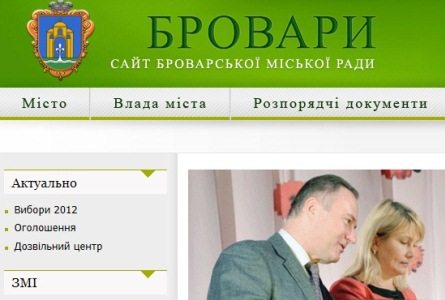 БРОВАРИ
САЙТ БРОВАРСЬКОЇ МІСЬКОЇ РАДИ
Місто Влада міста Розпорядчі документи
Актуально
Вибори 2012
Оголошення
Дозвільний центр
ЗМІ